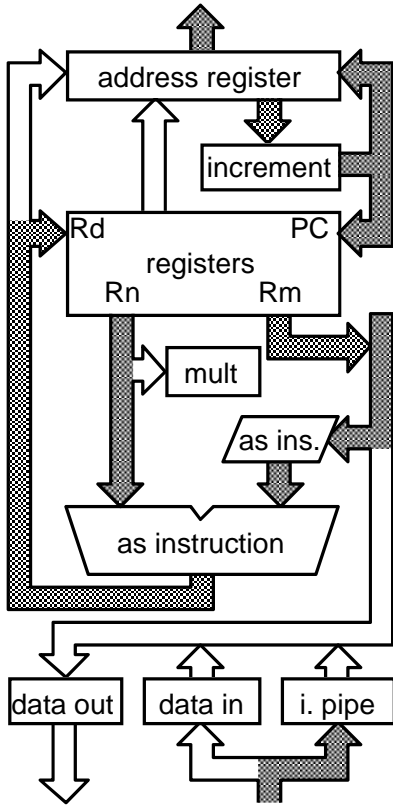 address register
increment
Rd PC
registers
Rn Rm
mult
as ins.
as instruction
data out data in i. pipe